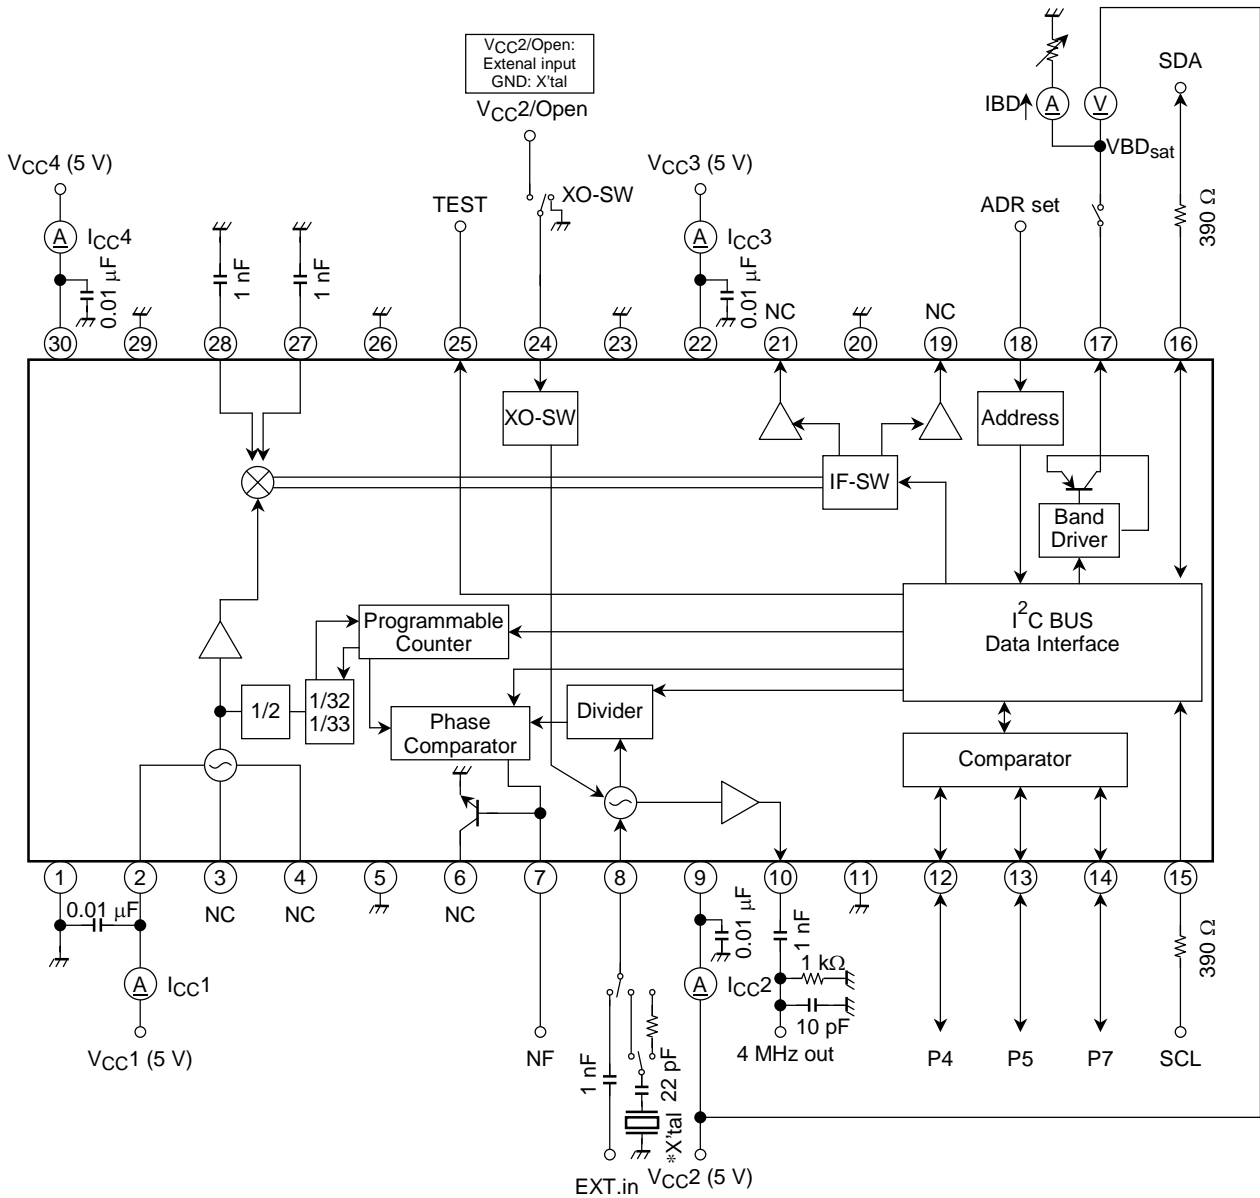 VCC2/Open:
Extenal input
GND: X'tal
VCC2/Open
SDA
IBD
A
V
VBDsat
VCC4 (5 V)
VCC3 (5 V)
XO-SW
TEST
ADR set
A
ICC4
A
ICC3
390 Ω
0.01 µF
1 nF
1 nF
0.01 µF
NC
NC
30
29
28
27
26
25
24
23
22
21
20
19
18
17
16
XO-SW
Address
IF-SW
Band
Driver
I2C BUS
Data Interface
Programmable
Counter
1/2
1/32
1/33
Phase
Comparator
Divider
Comparator
1
2
3
4
5
6
7
8
9
10
11
12
13
14
15
NC
NC
NC
0.01 µF
0.01 µF
1 nF
390 Ω
A
ICC1
A
ICC2
1 kΩ
10 pF
VCC1 (5 V)
NF
4 MHz out
P4
P5
P7
SCL
1 nF
22 pF
*X'tal
EXT.in
VCC2 (5 V)